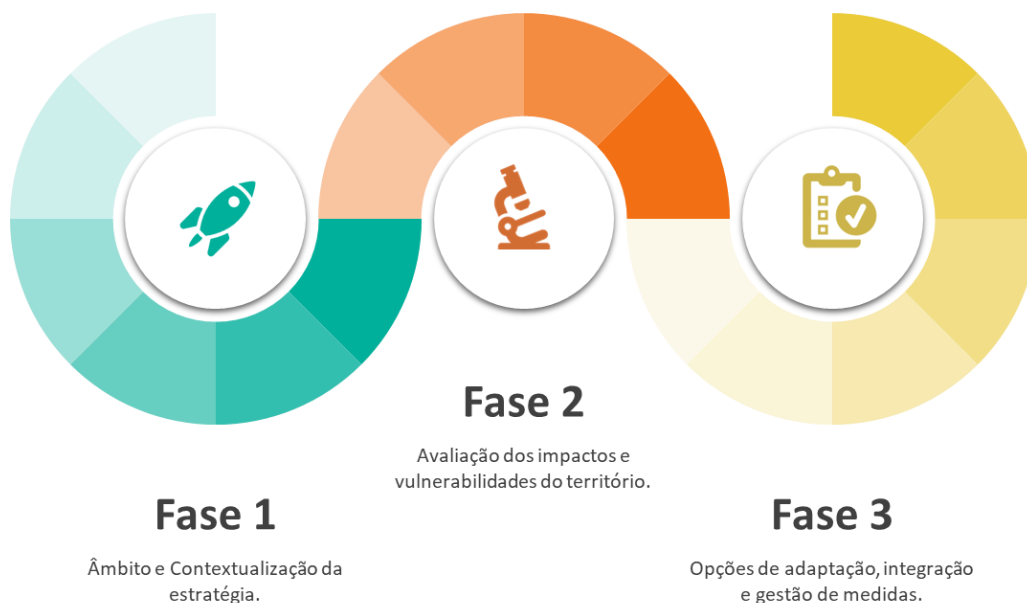 Fase 1
Âmbito e Contextualização da
estratégia.
Fase 2
Avaliação dos impactos e
vulnerabilidades do território.
Fase 3
Opções de adaptação, integração
e gestão de medidas.